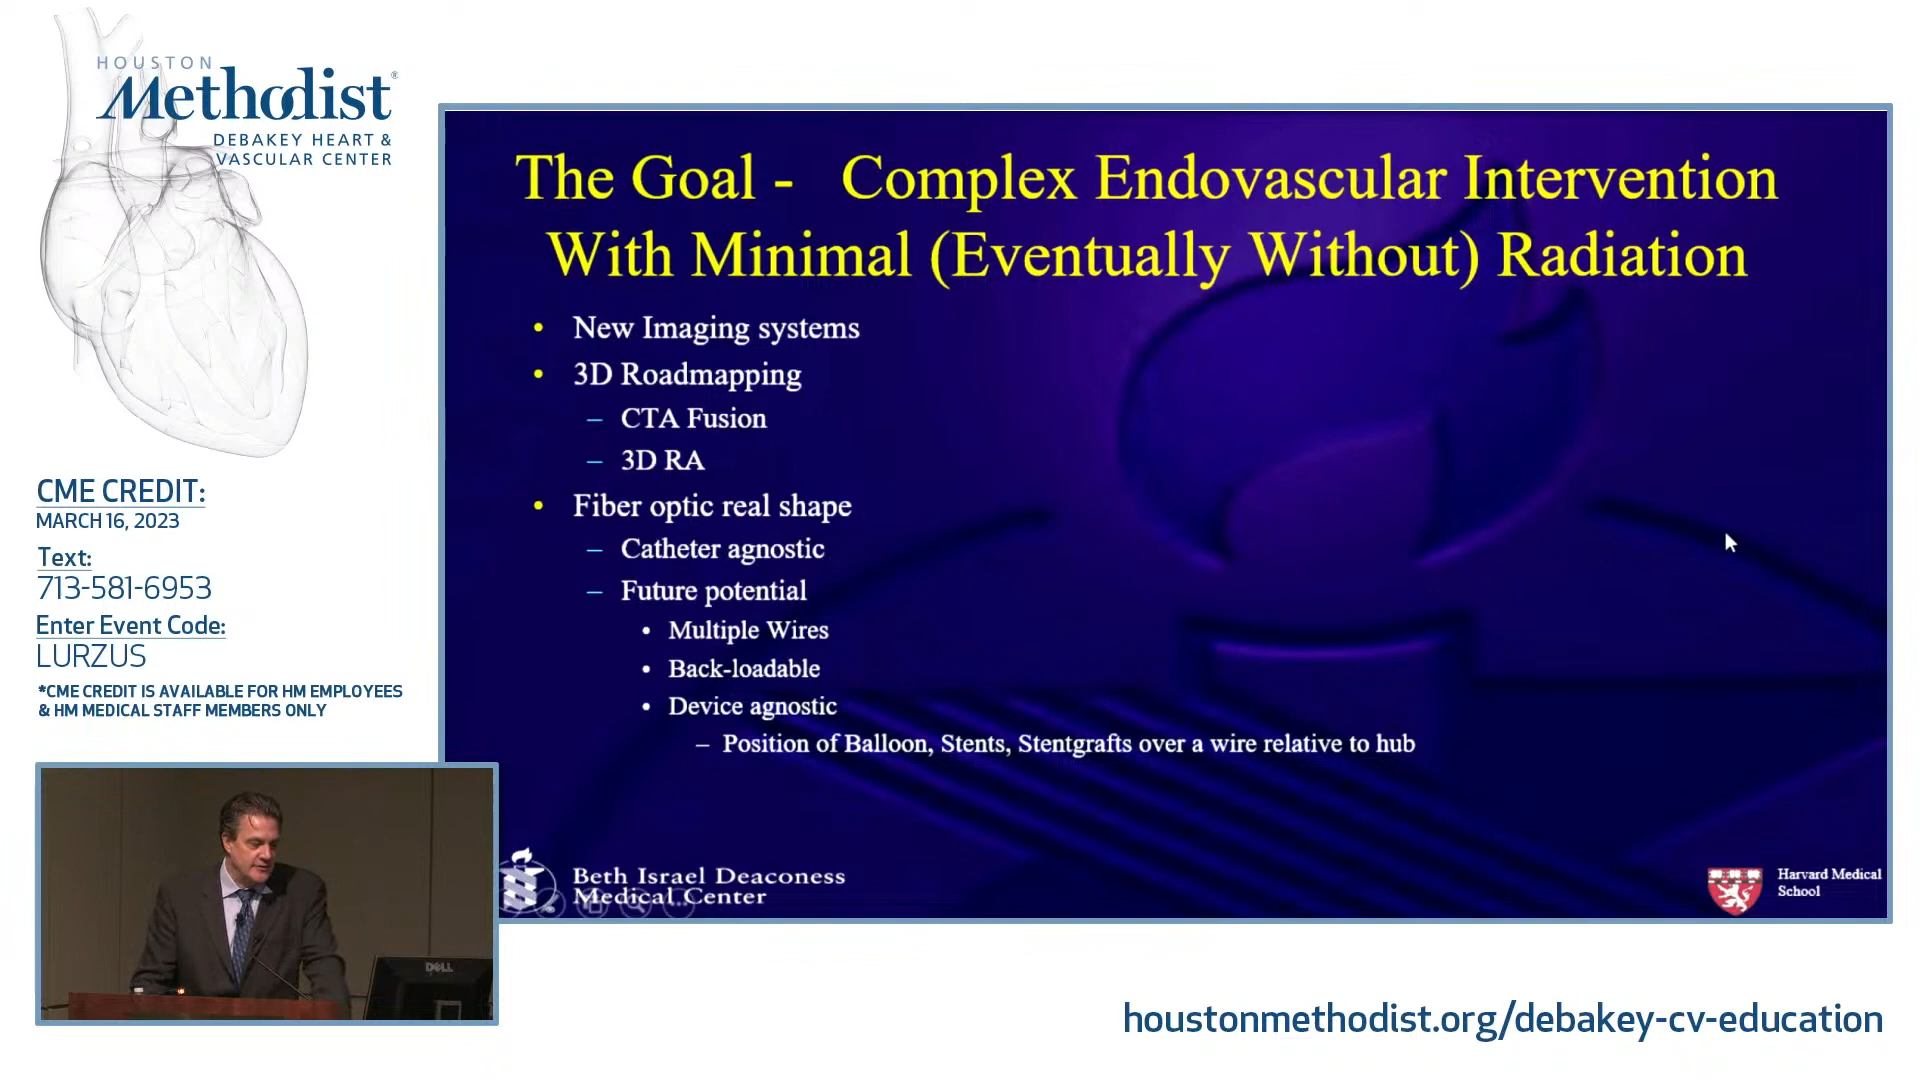 HOUSTON
Methodist®
DEBAKEY HEART &
VASCULAR CENTER
CME CREDIT:
MARCH 16, 2023
Text:
713-581-6953
Enter Event Code:
LURZUS
*CME CREDIT IS AVAILABLE FOR HM EMPLOYEES
& HM MEDICAL STAFF MEMBERS ONLY
The Goal - Complex Endovascular Intervention
With Minimal (Eventually Without) Radiation
• New Imaging systems
• 3D Roadmapping
– CTA Fusion
– 3D RA
• Fiber optic real shape
– Catheter agnostic
– Future potential
• Multiple Wires
• Back-loadable
• Device agnostic
– Position of Balloon, Stents, Stentgrafts over a wire relative to hub
Beth Israel Deaconess
Medical Center
Harvard Medical
School
DELL
houstonmethodist.org/debakey-cv-education